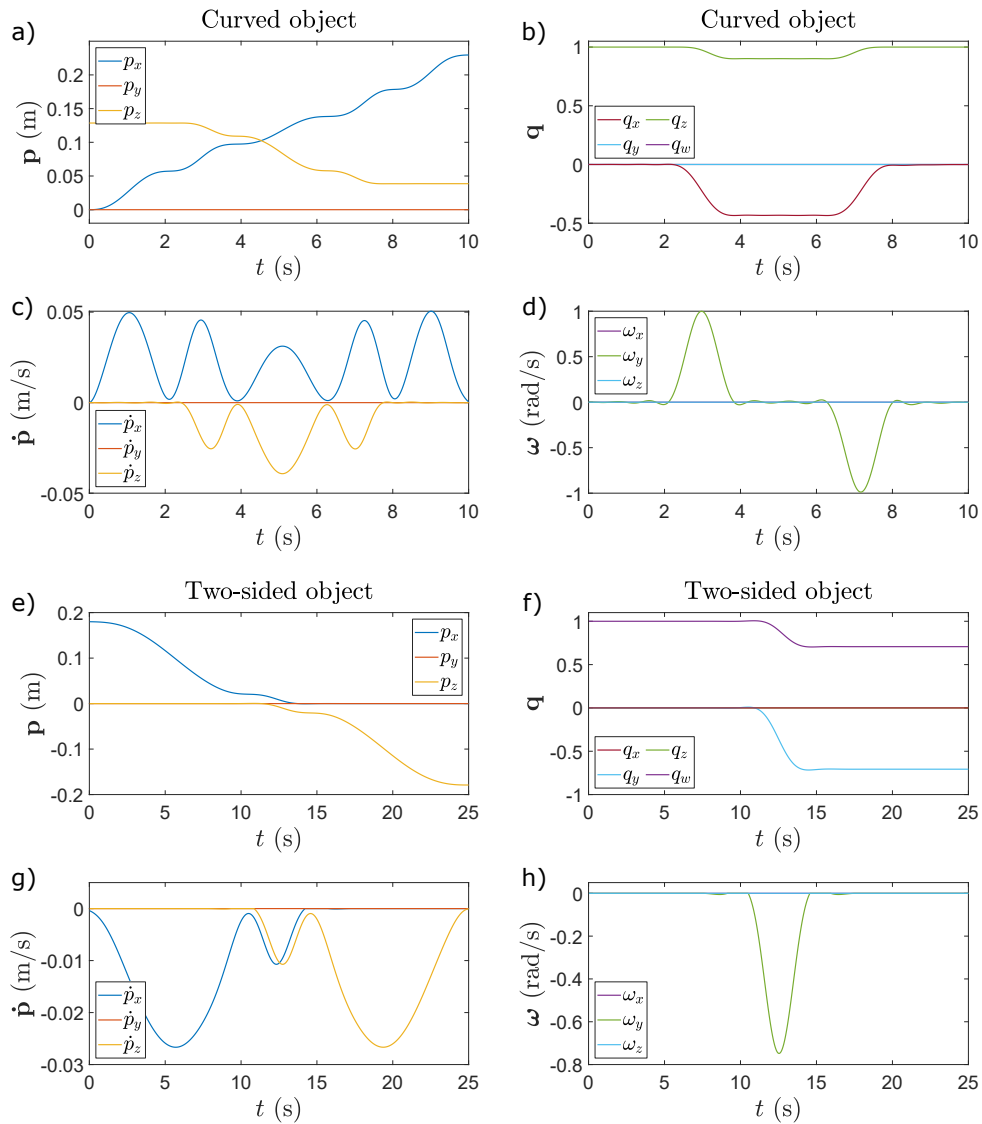 a) Curved object
p (m)
0.2
0.15
0.1
0.05
0
p_x
p_y
p_z
0 2 4 6 8 10
t (s)
b) Curved object
q
1
0.5
0
-0.5
q_x q_z
q_y q_w
0 2 4 6 8 10
t (s)
c)
ṗ (m/s)
0.05
0
-0.05
ṗ_x
ṗ_y
ṗ_z
0 2 4 6 8 10
t (s)
d)
ω (rad/s)
1
0.5
0
-0.5
-1
ω_x
ω_y
ω_z
0 2 4 6 8 10
t (s)
e) Two-sided object
p (m)
0.2
0.1
0
-0.1
-0.2
p_x
p_y
p_z
0 5 10 15 20 25
t (s)
f) Two-sided object
q
1
0.5
0
-0.5
-1
q_x q_z
q_y q_w
0 5 10 15 20 25
t (s)
g)
ṗ (m/s)
0
-0.01
-0.02
-0.03
ṗ_x
ṗ_y
ṗ_z
0 5 10 15 20 25
t (s)
h)
ω (rad/s)
0
-0.2
-0.4
-0.6
-0.8
ω_x
ω_y
ω_z
0 5 10 15 20 25
t (s)